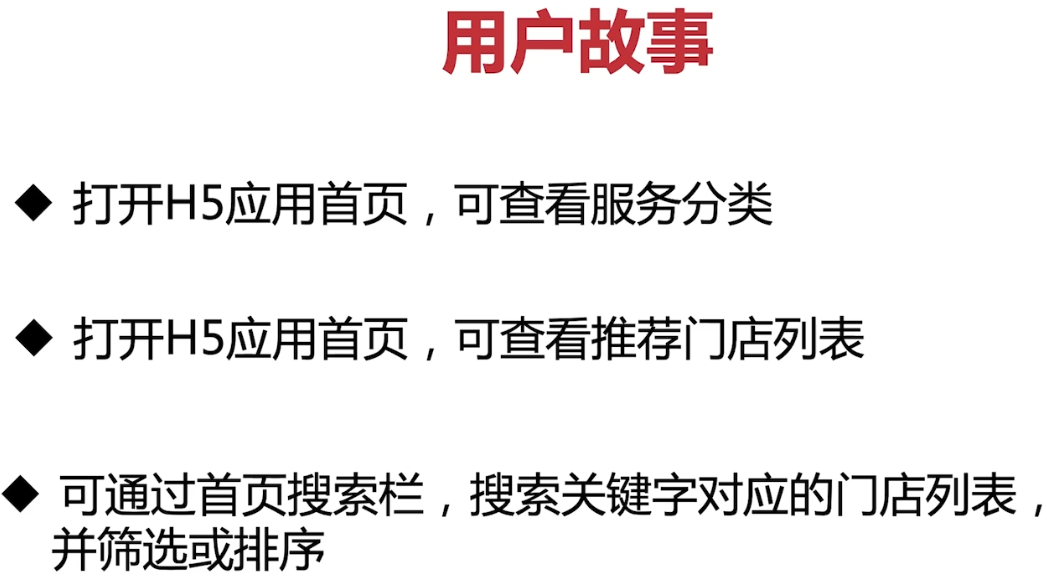 用户故事
◆ 打开H5应用首页，可查看服务分类
◆ 打开H5应用首页，可查看推荐门店列表
◆ 可通过首页搜索栏，搜索关键字对应的门店列表，
并筛选或排序